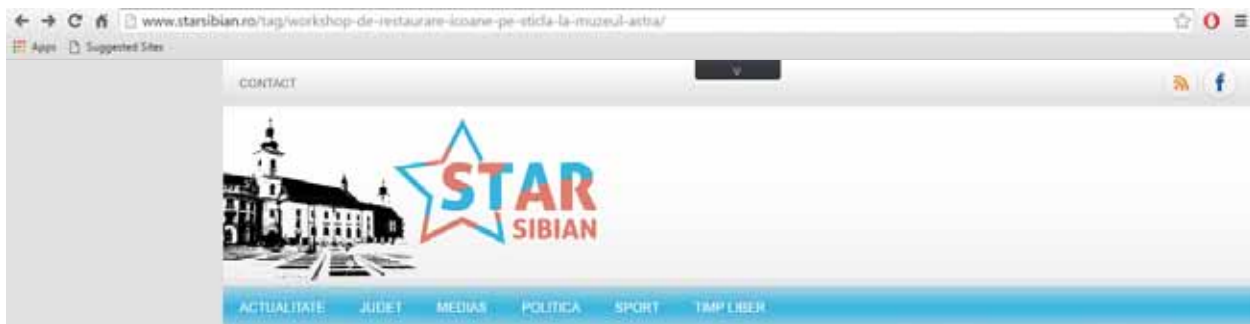 www.starsibian.ro/tag/workshop-de-restaurare-icoane-pe-sticla-la-muzeul-astra/
Apps Suggested Sites
CONTACT
STAR
SIBIAN
ACTUALITATE JUDET MEDIAS POLITICA SPORT TIMP LIBER